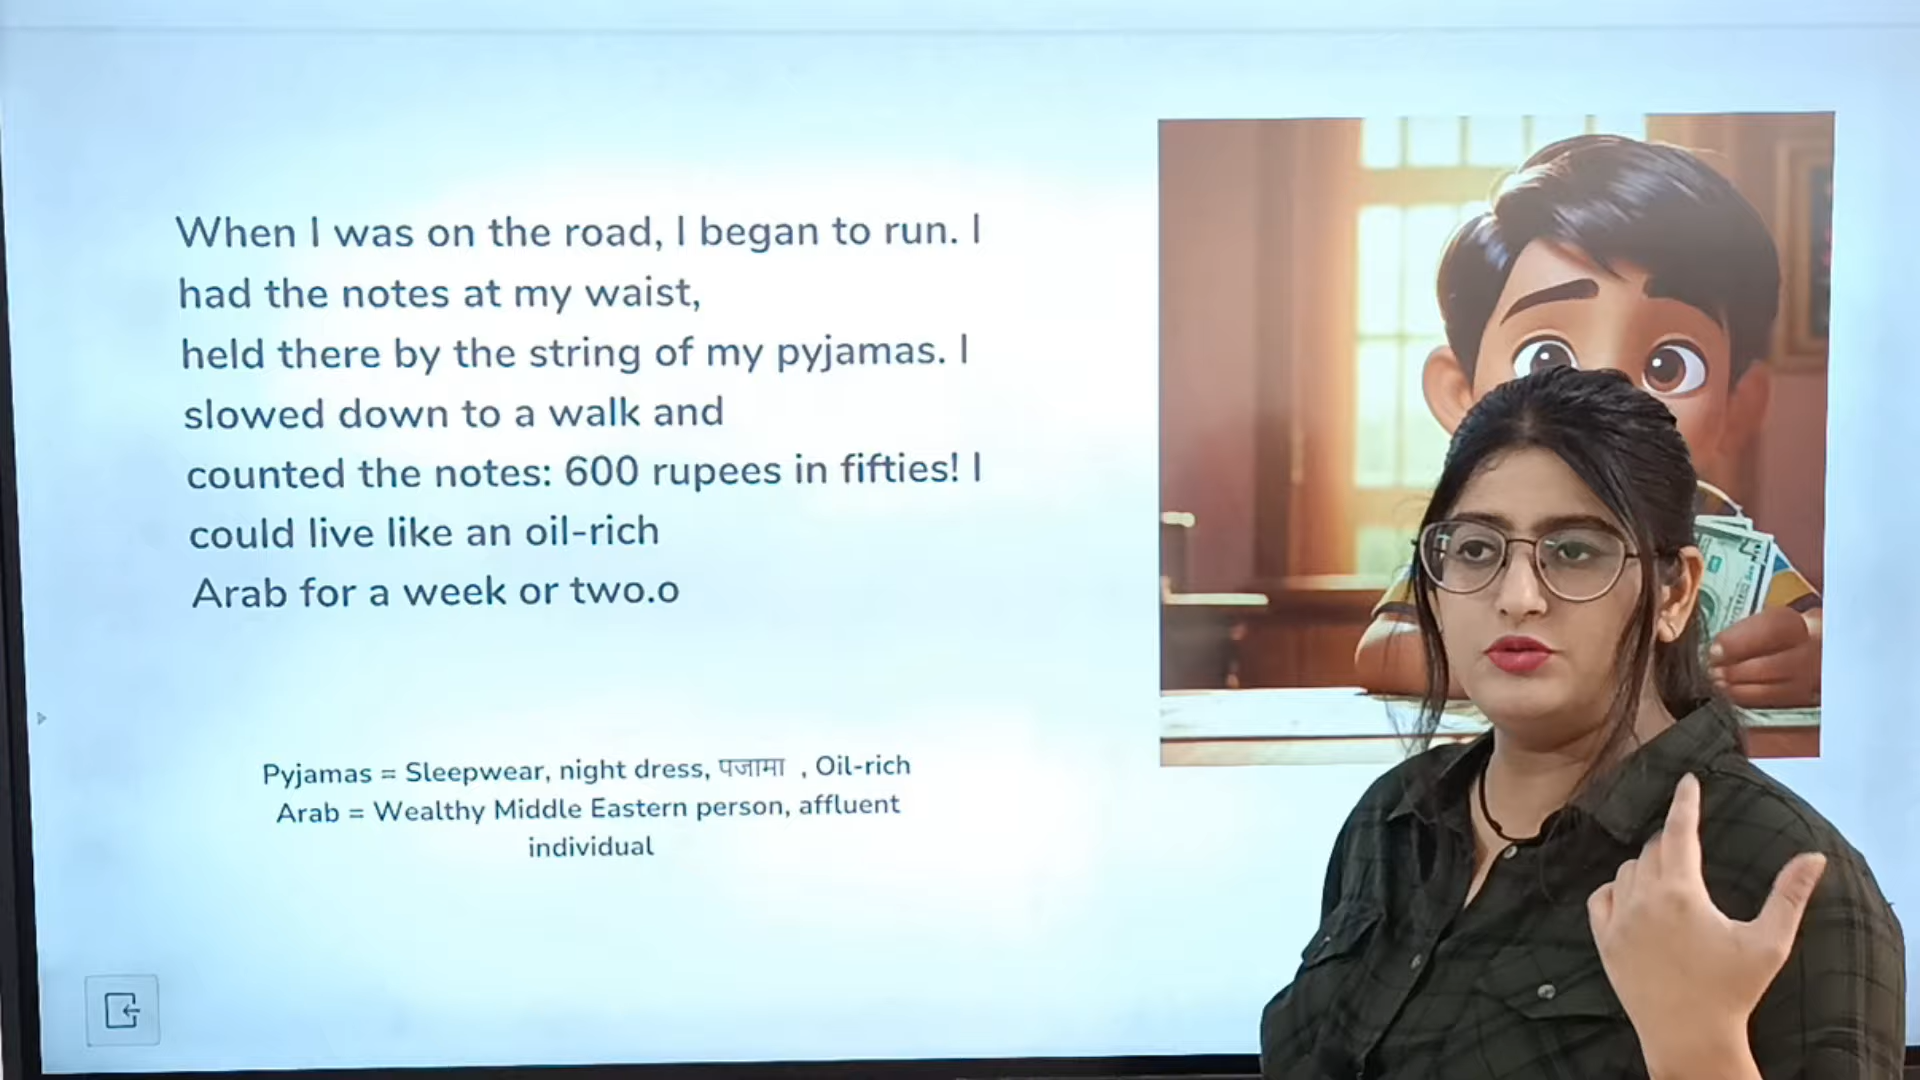 When I was on the road, I began to run. I
had the notes at my waist,
held there by the string of my pyjamas. I
slowed down to a walk and
counted the notes: 600 rupees in fifties! I
could live like an oil-rich
Arab for a week or two.o
Pyjamas = Sleepwear, night dress, पजामा , Oil-rich
Arab = Wealthy Middle Eastern person, affluent
individual